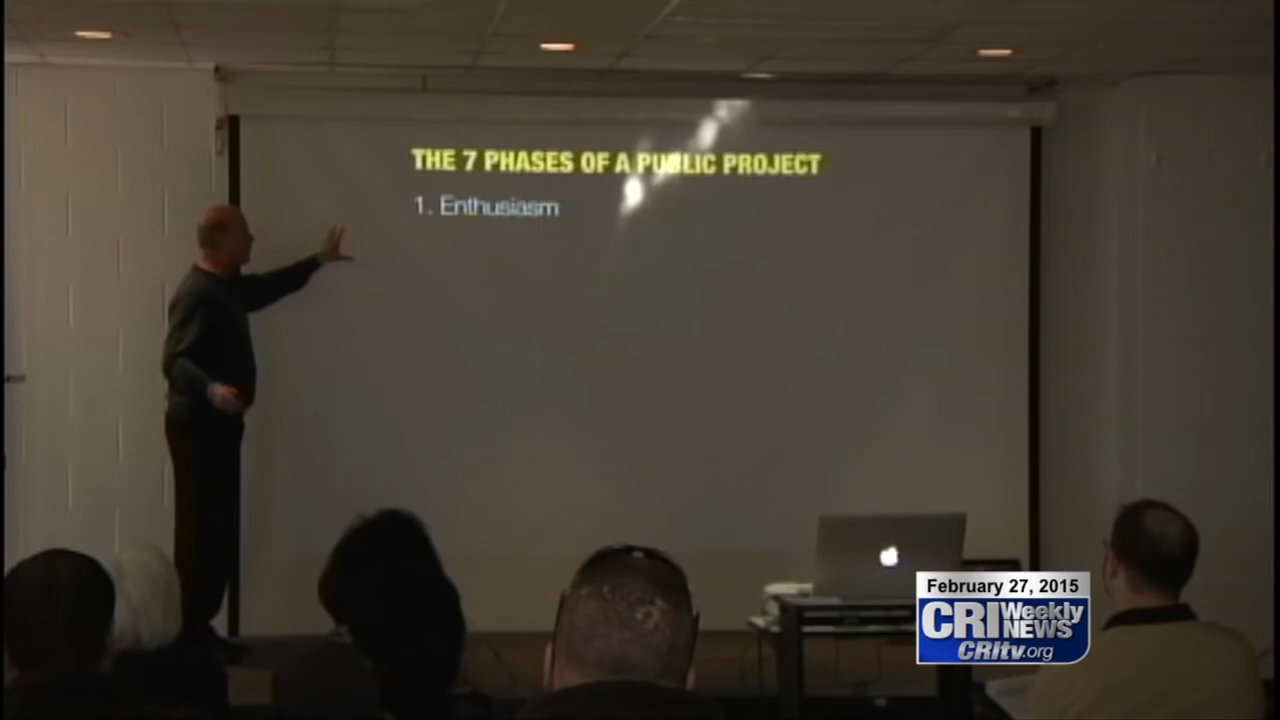 THE 7 PHASES OF A PUBLIC PROJECT
1. Enthusiasm
February 27, 2015
CRI Weekly NEWS
CRItv.org